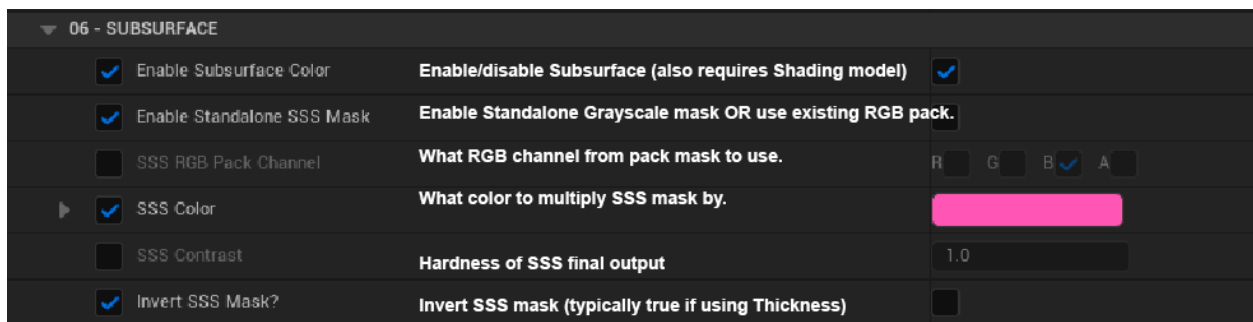 06 - SUBSURFACE
Enable Subsurface Color Enable/disable Subsurface (also requires Shading model)
Enable Standalone SSS Mask Enable Standalone Grayscale mask OR use existing RGB pack.
SSS RGB Pack Channel What RGB channel from pack mask to use. R G B A
SSS Color What color to multiply SSS mask by.
SSS Contrast Hardness of SSS final output 1.0
Invert SSS Mask? Invert SSS mask (typically true if using Thickness)